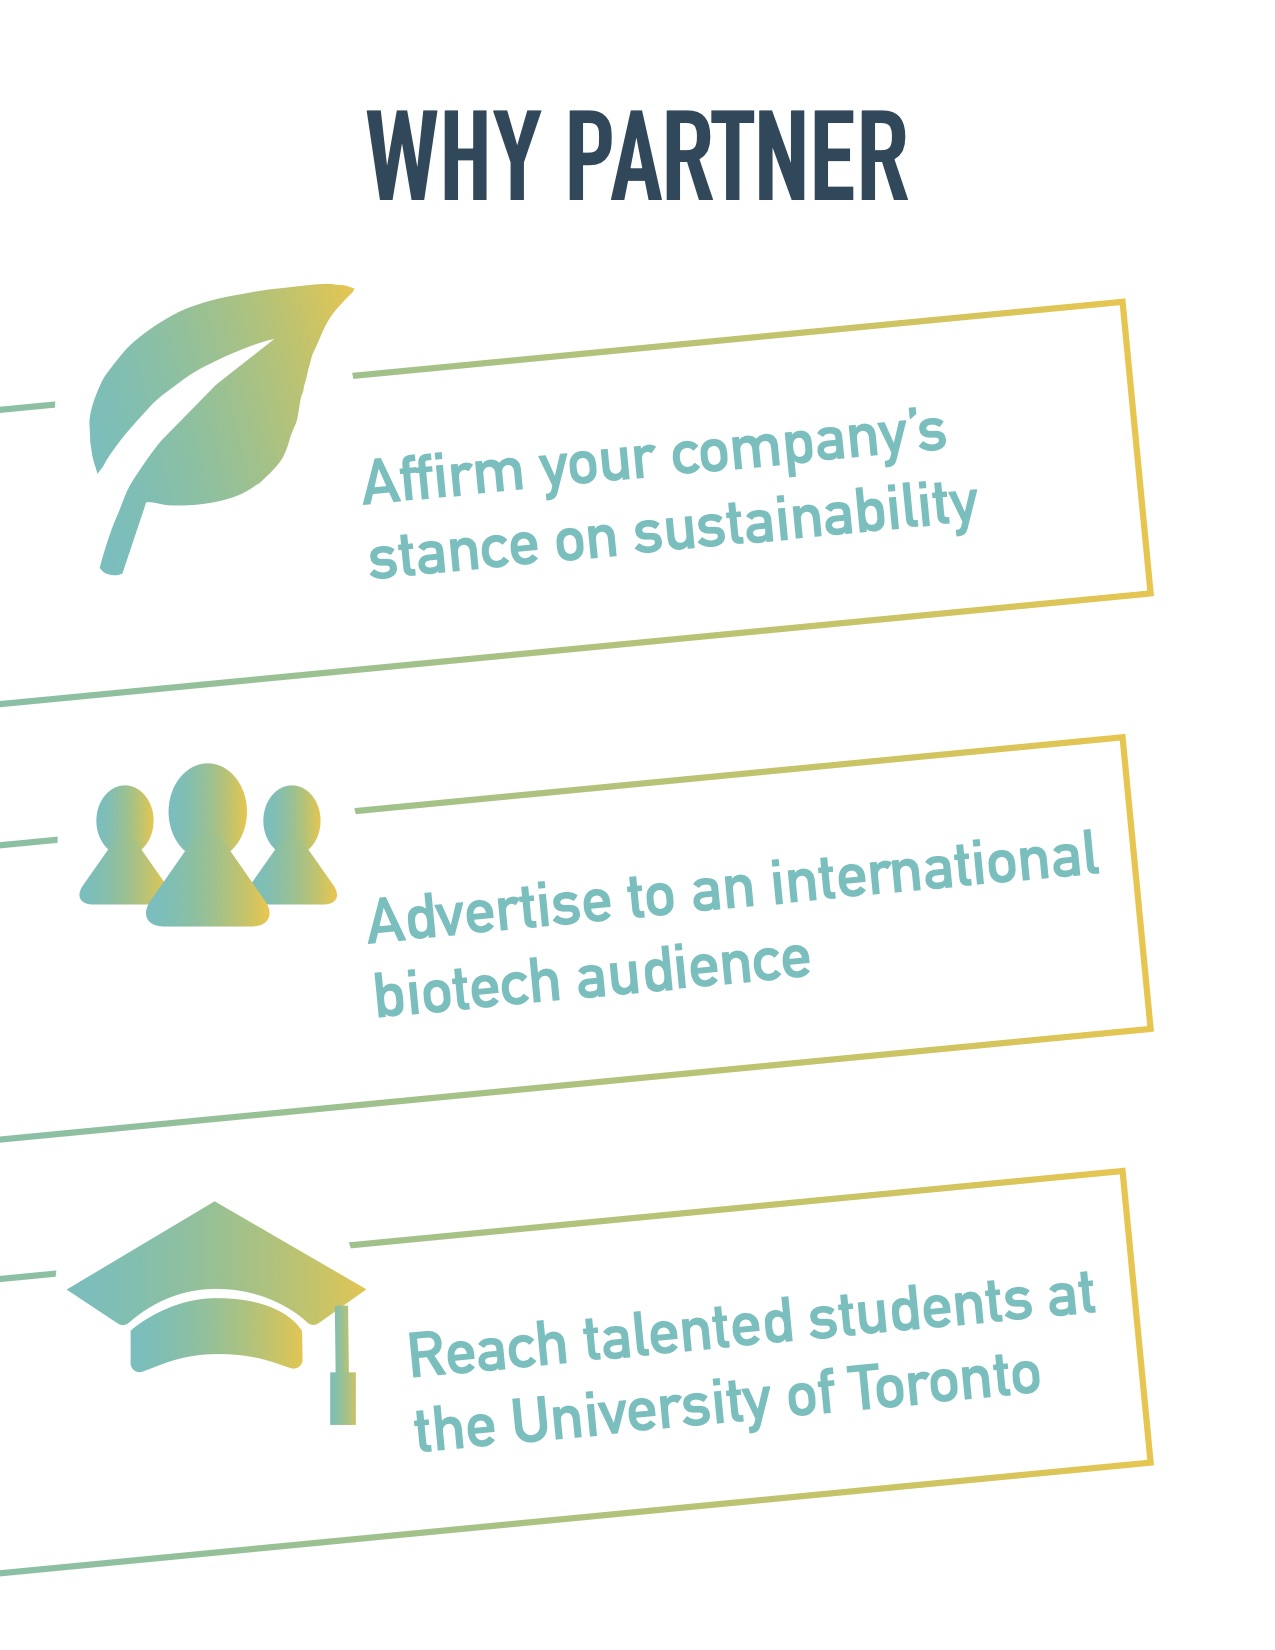 WHY PARTNER
Affirm your company's
stance on sustainability
Advertise to an international
biotech audience
Reach talented students at
the University of Toronto